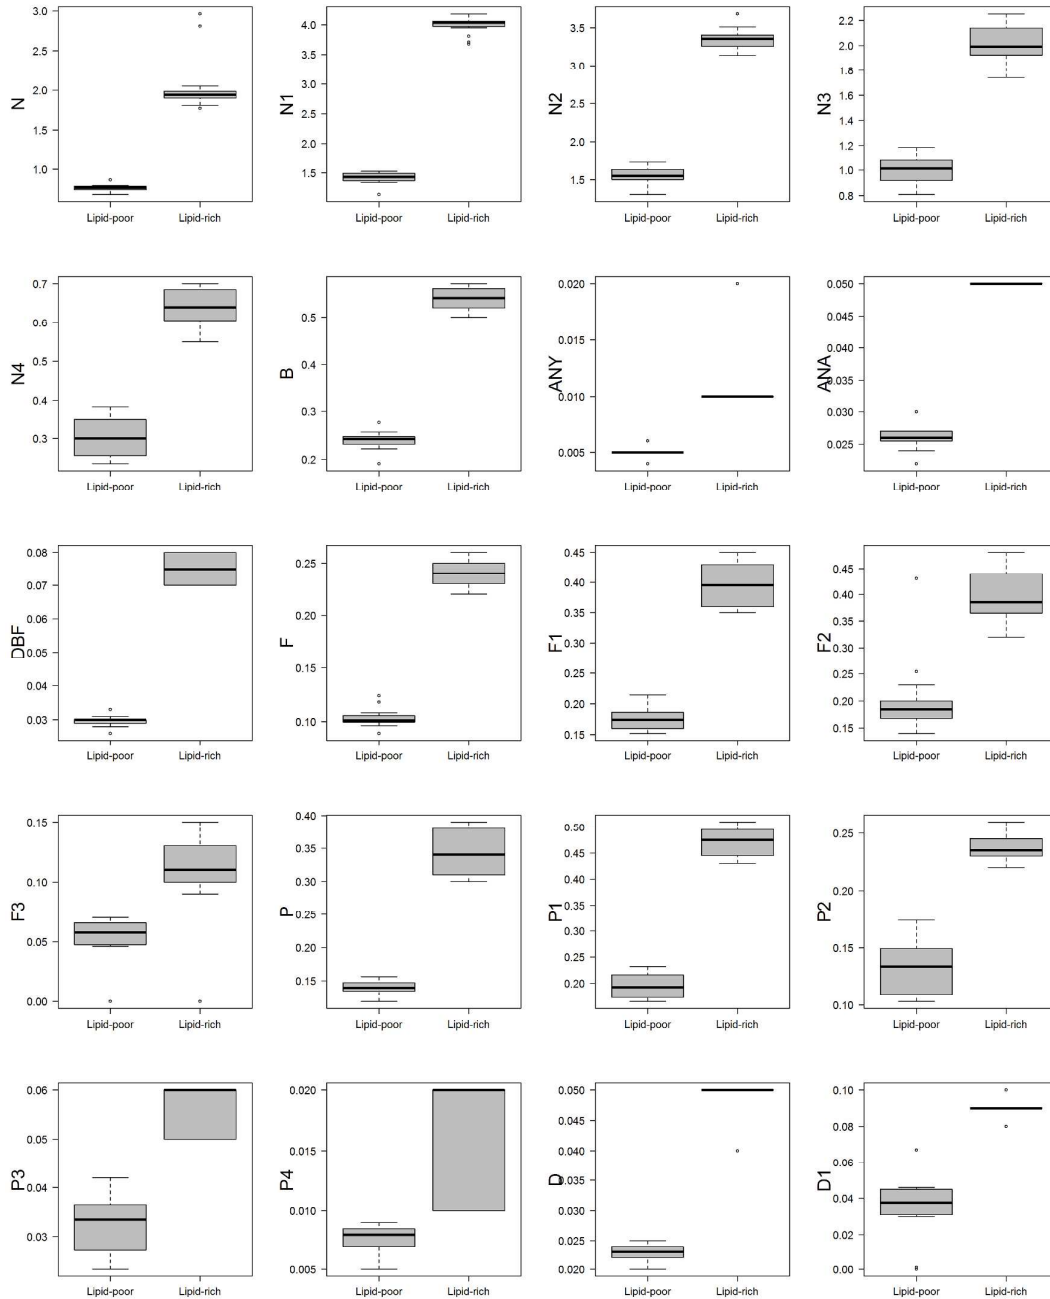 N
3.0
2.5
2.0
1.5
1.0
Lipid-poor Lipid-rich
N1
4.0
3.5
3.0
2.5
2.0
1.5
Lipid-poor Lipid-rich
N2
3.5
3.0
2.5
2.0
1.5
Lipid-poor Lipid-rich
N3
2.2
2.0
1.8
1.6
1.4
1.2
1.0
0.8
Lipid-poor Lipid-rich
N4
0.7
0.6
0.5
0.4
0.3
Lipid-poor Lipid-rich
B
0.5
0.4
0.3
0.2
Lipid-poor Lipid-rich
ANY
0.020
0.015
0.010
0.005
Lipid-poor Lipid-rich
ANA
0.050
0.045
0.040
0.035
0.030
0.025
Lipid-poor Lipid-rich
DBF
0.08
0.07
0.06
0.05
0.04
0.03
Lipid-poor Lipid-rich
F
0.25
0.20
0.15
0.10
Lipid-poor Lipid-rich
F1
0.45
0.40
0.35
0.30
0.25
0.20
0.15
Lipid-poor Lipid-rich
F2
0.45
0.40
0.35
0.30
0.25
0.20
0.15
Lipid-poor Lipid-rich
F3
0.15
0.10
0.05
0.00
Lipid-poor Lipid-rich
P
0.40
0.35
0.30
0.25
0.20
0.15
Lipid-poor Lipid-rich
P1
0.50
0.45
0.40
0.35
0.30
0.25
0.20
Lipid-poor Lipid-rich
P2
0.25
0.20
0.15
0.10
Lipid-poor Lipid-rich
P3
0.06
0.05
0.04
0.03
Lipid-poor Lipid-rich
P4
0.020
0.015
0.010
0.005
Lipid-poor Lipid-rich
D
0.050
0.045
0.040
0.035
0.030
0.025
0.020
Lipid-poor Lipid-rich
D1
0.10
0.08
0.06
0.04
0.02
0.00
Lipid-poor Lipid-rich